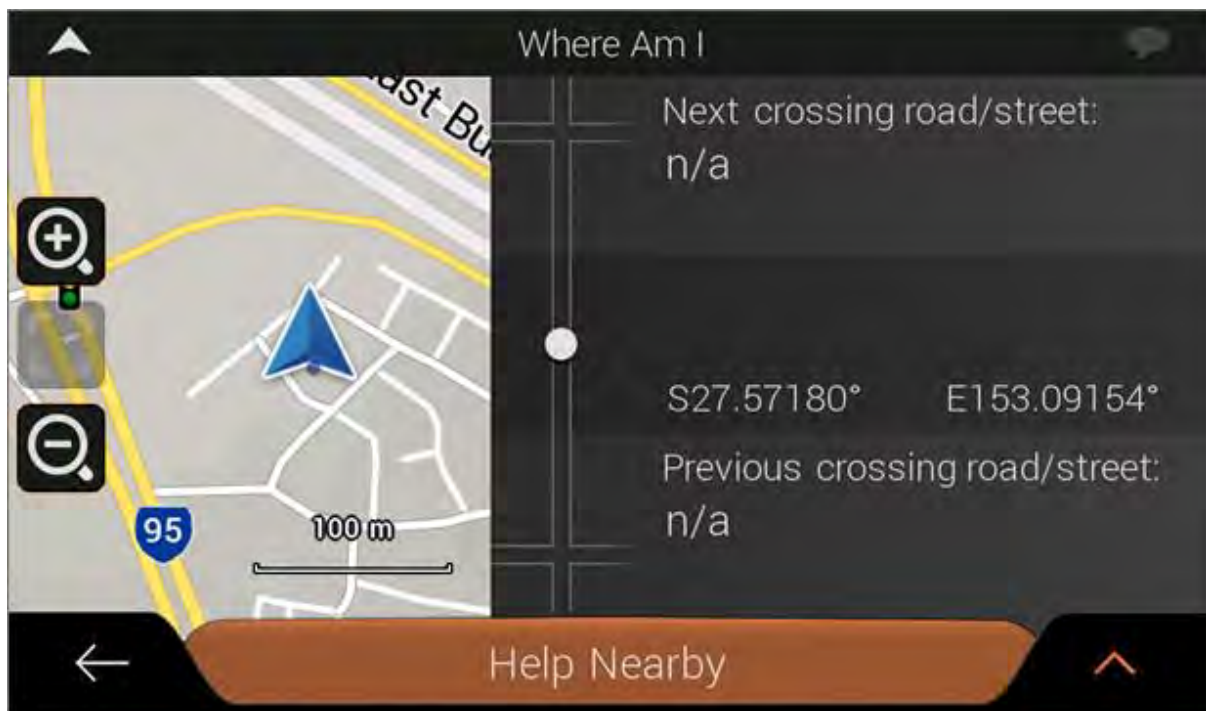 Where Am I
ast Bu
Next crossing road/street:
n/a
S27.57180° E153.09154°
Previous crossing road/street:
n/a
95
100 m
Help Nearby